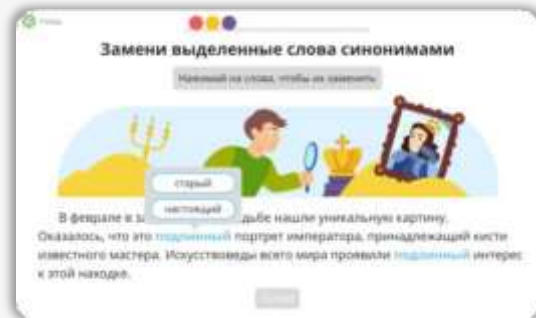 Замени выделенные слова синонимами
Нажимай на слова, чтобы их заменить
старый
настоящий
В феврале в за дьбе нашли уникальную картину.
Оказалось, что это подлинный портрет императора, принадлежащий кисти
известного мастера. Искусствоведы всего мира проявили подлинный интерес
к этой находке.